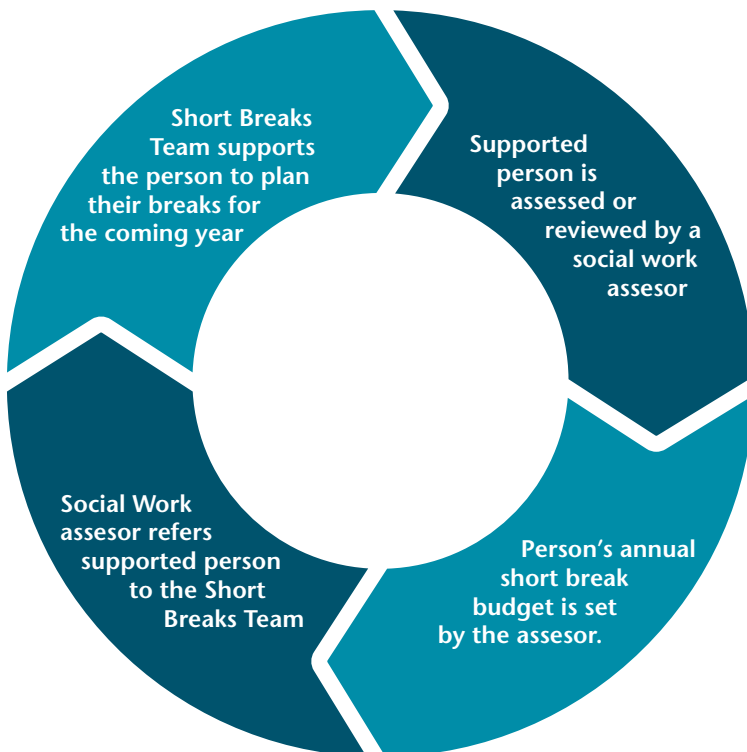 Short Breaks
Team supports
the person to plan
their breaks for
the coming year
Supported
person is
assessed or
reviewed by a
social work
assesor
Person’s annual
short break
budget is set
by the assesor.
Social Work
assesor refers
supported person
to the Short
Breaks Team